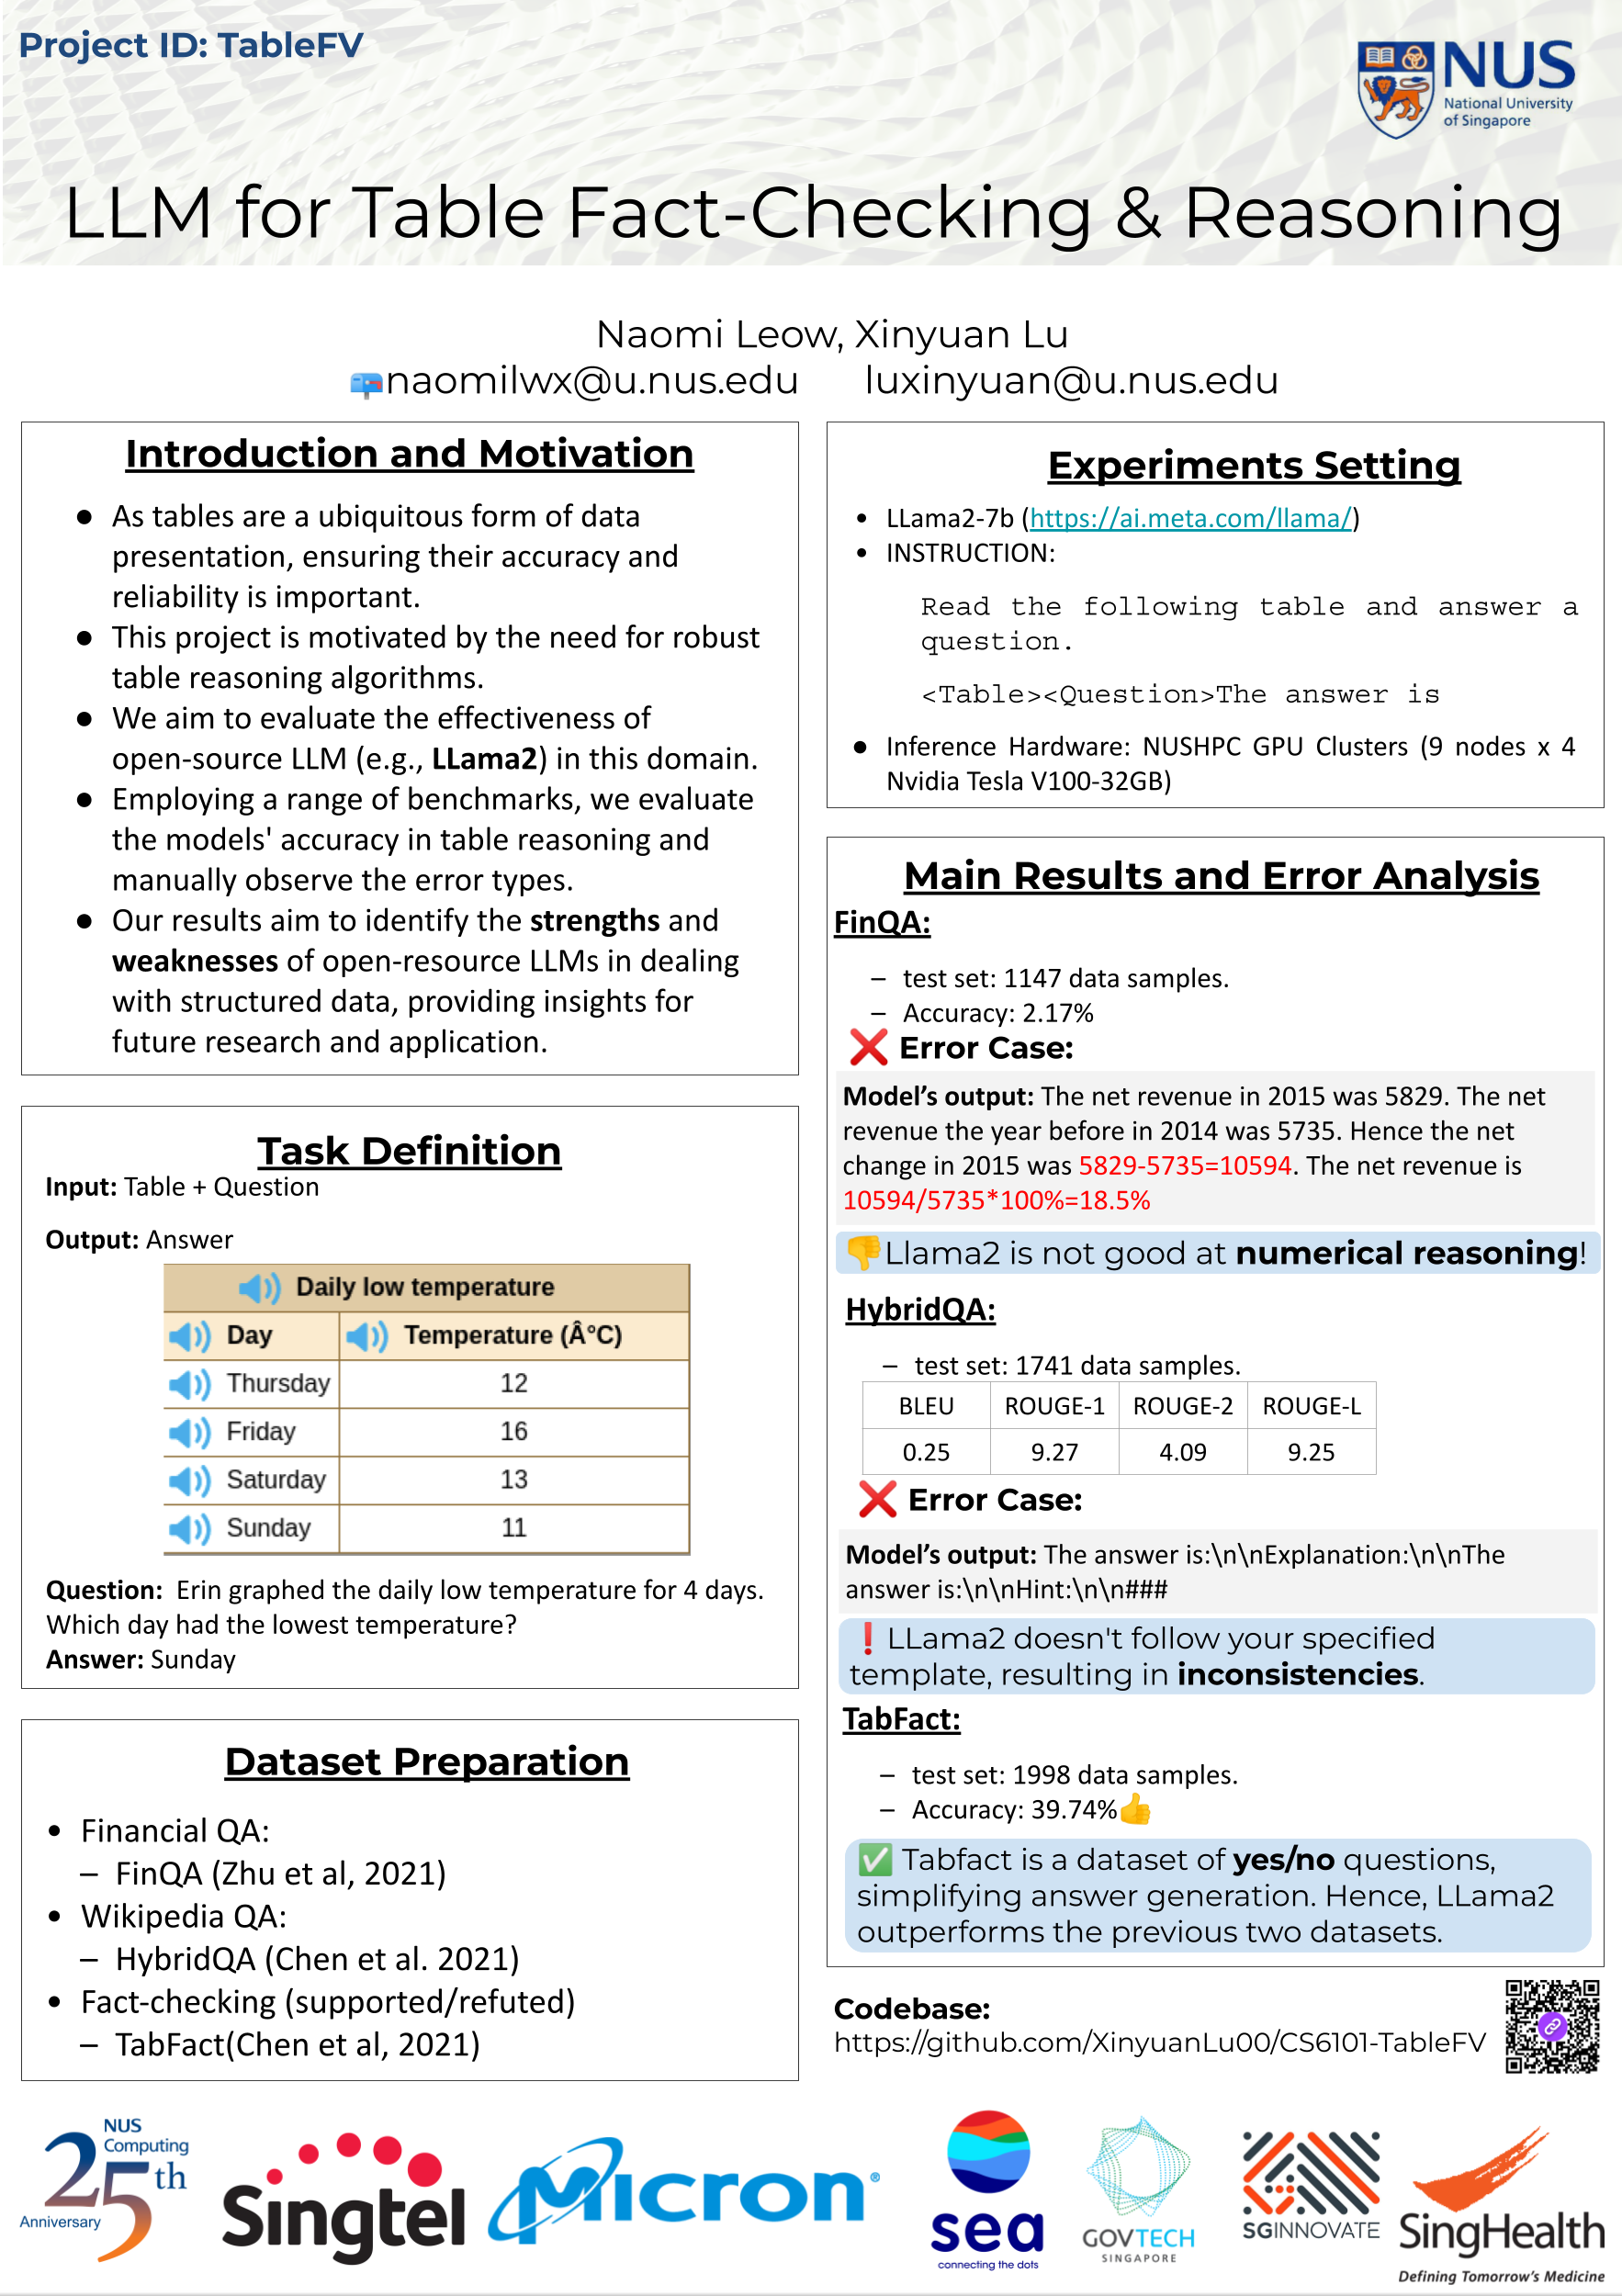 Project ID: TableFV
NUS
National University
of Singapore
LLM for Table Fact-Checking & Reasoning
Naomi Leow, Xinyuan Lu
naomilwx@u.nus.edu luxinyuan@u.nus.edu
Introduction and Motivation
● As tables are a ubiquitous form of data
presentation, ensuring their accuracy and
reliability is important.
● This project is motivated by the need for robust
table reasoning algorithms.
● We aim to evaluate the effectiveness of
open-source LLM (e.g., LLama2) in this domain.
● Employing a range of benchmarks, we evaluate
the models' accuracy in table reasoning and
manually observe the error types.
● Our results aim to identify the strengths and
weaknesses of open-resource LLMs in dealing
with structured data, providing insights for
future research and application.
Task Definition
Input: Table + Question
Output: Answer
Daily low temperature
Day Temperature (Â°C)
Thursday 12
Friday 16
Saturday 13
Sunday 11
Question: Erin graphed the daily low temperature for 4 days.
Which day had the lowest temperature?
Answer: Sunday
Dataset Preparation
• Financial QA:
– FinQA (Zhu et al, 2021)
• Wikipedia QA:
– HybridQA (Chen et al. 2021)
• Fact-checking (supported/refuted)
– TabFact(Chen et al, 2021)
Experiments Setting
• LLama2-7b (https://ai.meta.com/llama/)
• INSTRUCTION:
Read the following table and answer a
question.
<Table><Question>The answer is
● Inference Hardware: NUSHPC GPU Clusters (9 nodes x 4
Nvidia Tesla V100-32GB)
Main Results and Error Analysis
FinQA:
– test set: 1147 data samples.
– Accuracy: 2.17%
❌ Error Case:
Model’s output: The net revenue in 2015 was 5829. The net
revenue the year before in 2014 was 5735. Hence the net
change in 2015 was 5829-5735=10594. The net revenue is
10594/5735*100%=18.5%
👎Llama2 is not good at numerical reasoning!
HybridQA:
– test set: 1741 data samples.
BLEU ROUGE-1 ROUGE-2 ROUGE-L
0.25 9.27 4.09 9.25
❌ Error Case:
Model’s output: The answer is:\n\nExplanation:\n\nThe
answer is:\n\nHint:\n\n###
❗ LLama2 doesn't follow your specified
template, resulting in inconsistencies.
TabFact:
– test set: 1998 data samples.
– Accuracy: 39.74%👍
✅ Tabfact is a dataset of yes/no questions,
simplifying answer generation. Hence, LLama2
outperforms the previous two datasets.
Codebase:
https://github.com/XinyuanLu00/CS6101-TableFV
NUS
Computing
25th
Anniversary
Singtel
Micron®
sea
connecting the dots
GOVTECH
SINGAPORE
SGINNOVATE
SingHealth
Defining Tomorrow's Medicine